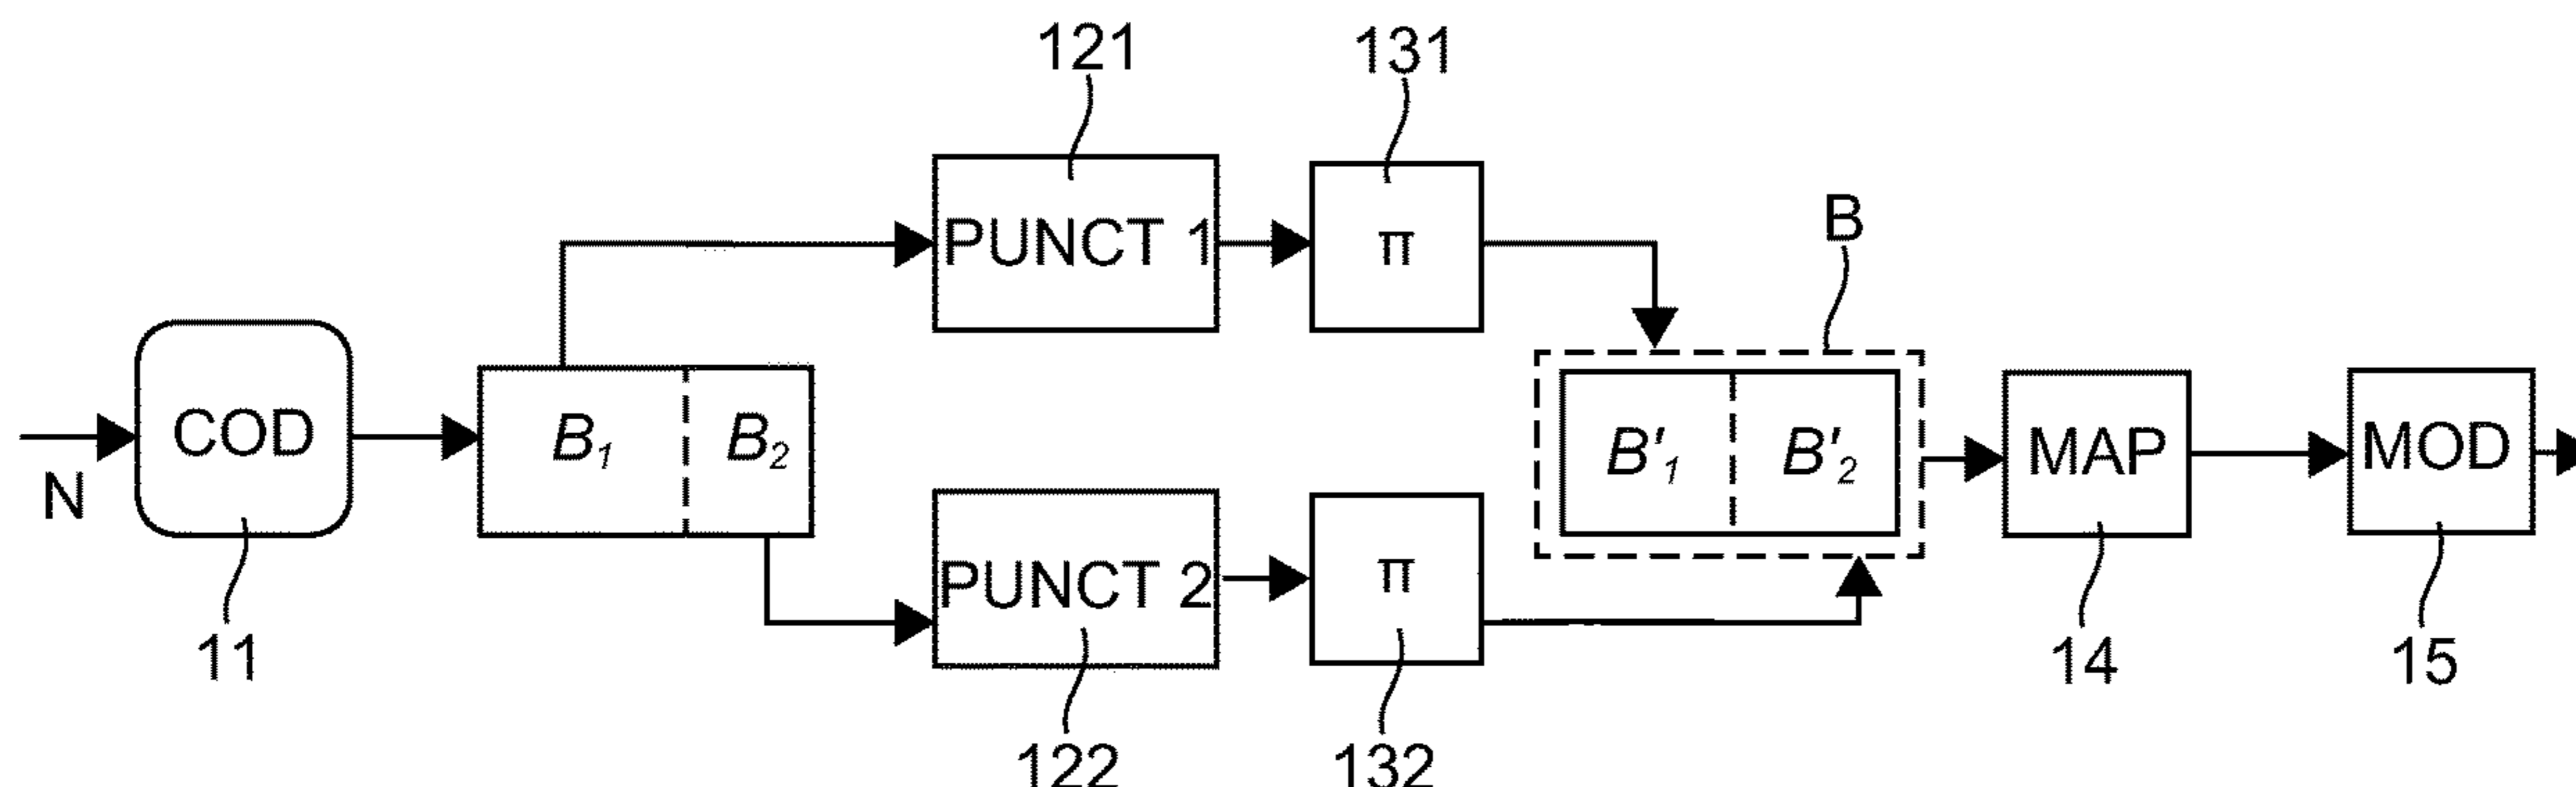 121 131
B
PUNCT 1 π
N COD B1 B2 B'1 B'2 MAP MOD
PUNCT 2 π
11 14 15
122 132